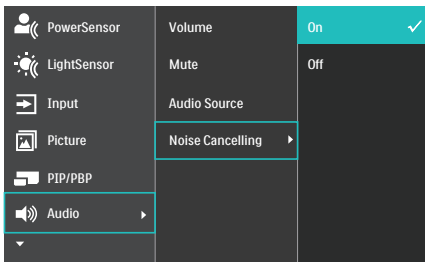 PowerSensor
LightSensor
Input
Picture
PIP/PBP
Audio
Volume
Mute
Audio Source
Noise Cancelling
On
Off